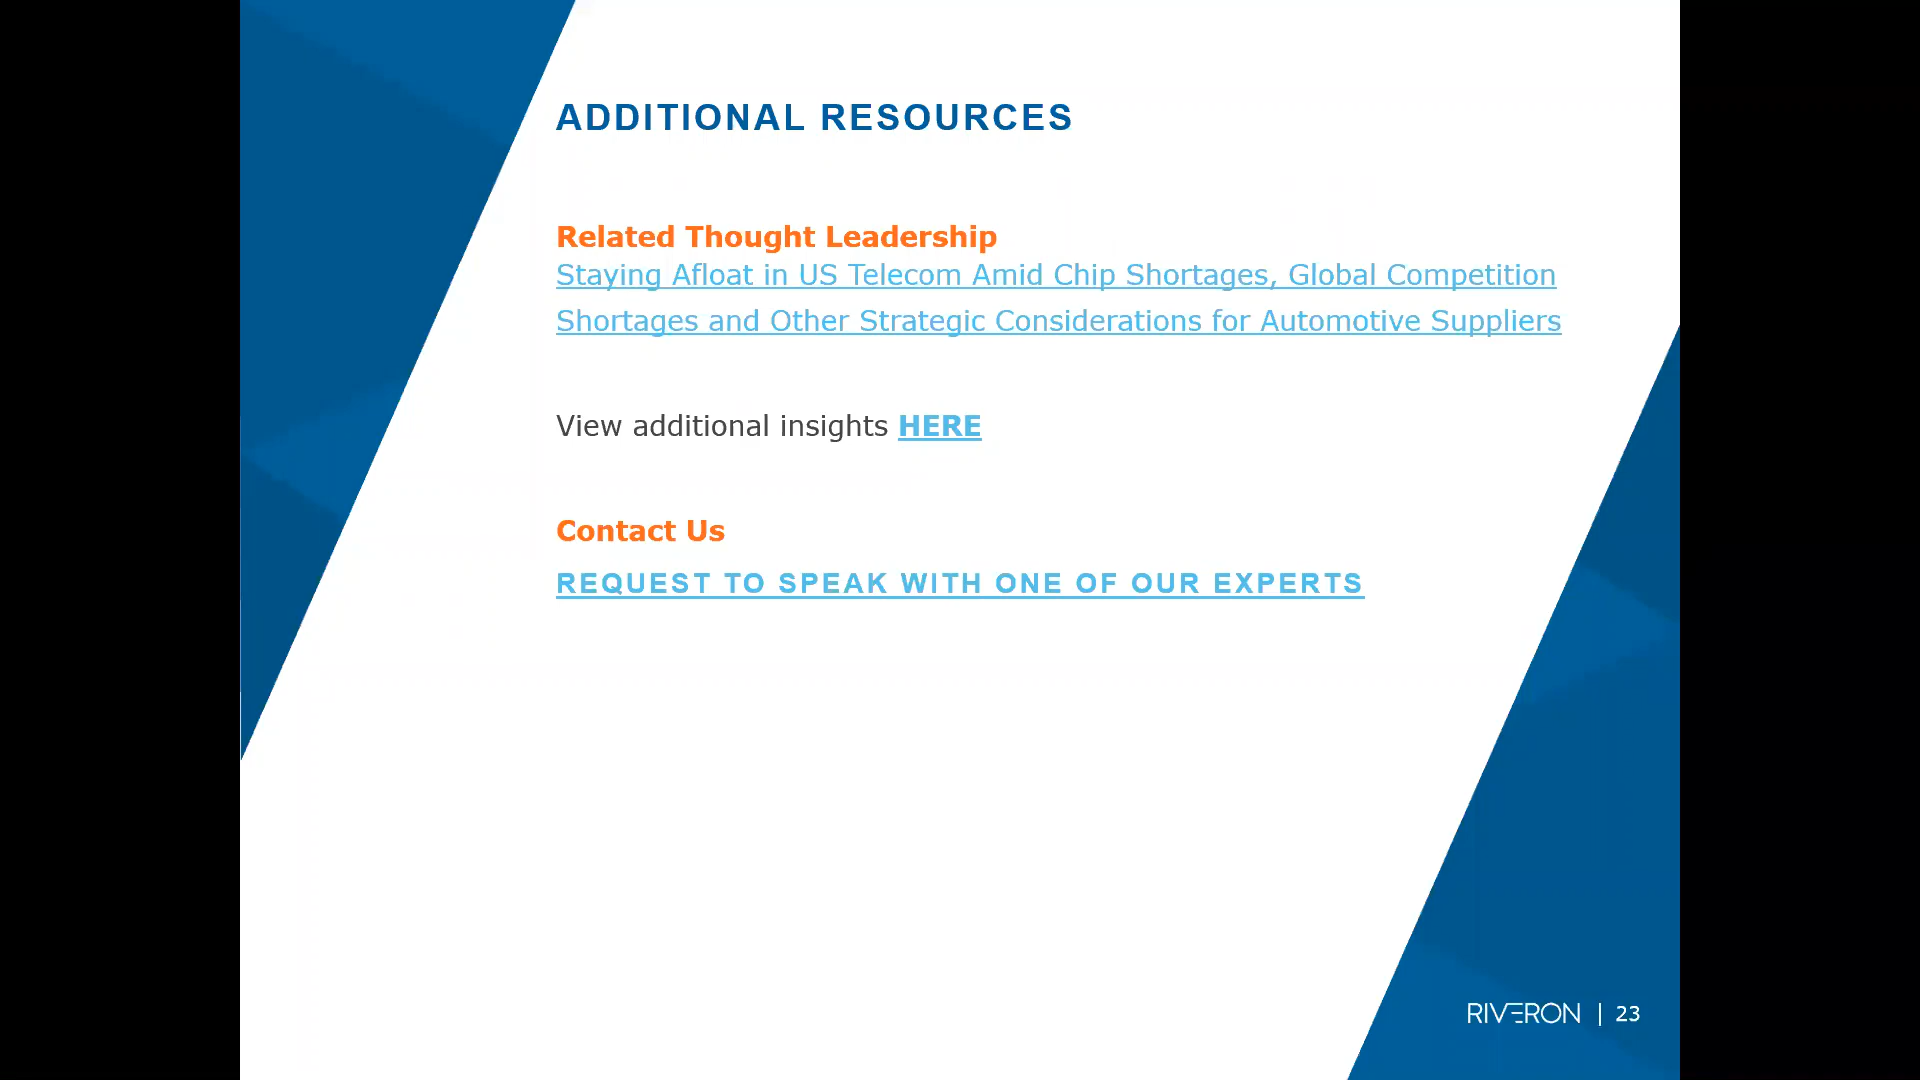 ADDITIONAL RESOURCES
Related Thought Leadership
Staying Afloat in US Telecom Amid Chip Shortages, Global Competition
Shortages and Other Strategic Considerations for Automotive Suppliers
View additional insights HERE
Contact Us
REQUEST TO SPEAK WITH ONE OF OUR EXPERTS
RIVERON | 23